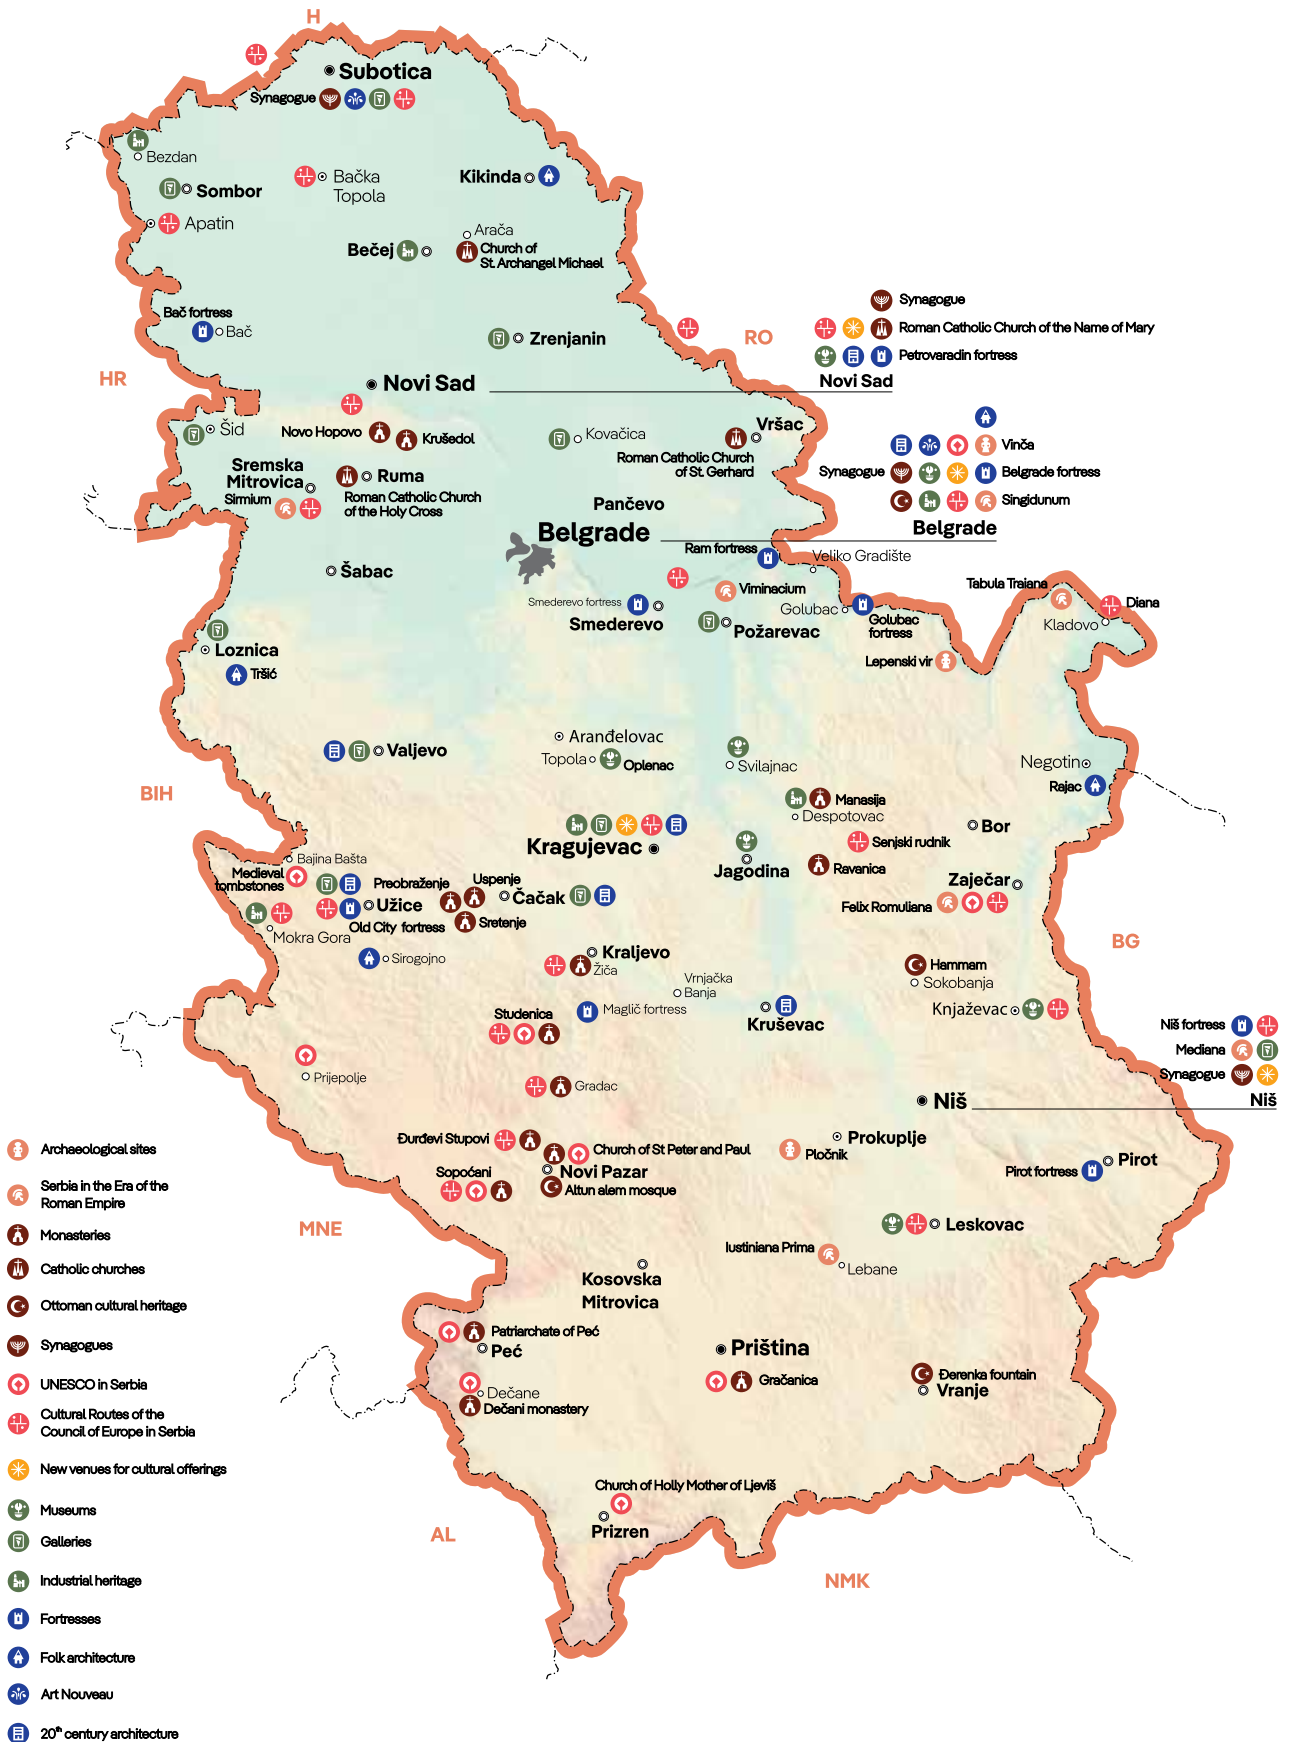 H
Subotica
Synagogue
Bezdan
Sombor
Bačka
Topola
Kikinda
Apatin
Arača
Bečej
Church of
St. Archangel Michael
Bač fortress
Bač
Zrenjanin
RO
HR
Novi Sad
Synagogue
Roman Catholic Church of the Name of Mary
Petrovaradin fortress
Novi Sad
Šid
Novo Hopovo
Krušedol
Kovačica
Vršac
Roman Catholic Church
of St. Gerhard
Sremska
Mitrovica
Sirmium
Ruma
Roman Catholic Church
of the Holy Cross
Pančevo
Belgrade
Vinča
Synagogue
Belgrade fortress
Singidunum
Belgrade
Šabac
Ram fortress
Veliko Gradište
Viminacium
Smederevo fortress
Smederevo
Požarevac
Golubac
Golubac
fortress
Tabula Traiana
Diana
Kladovo
Lepenski vir
Loznica
Tršić
Valjevo
Aranđelovac
Topola
Oplenac
Svilajnac
Negotin
Rajac
BIH
Manasija
Despotovac
Bor
Kragujevac
Senjski rudnik
Jagodina
Ravanica
Bajina Bašta
Medieval
tombstones
Preobraženje
Uspenje
Čačak
Užice
Old City fortress
Sretenje
Mokra Gora
Sirogojno
Zaječar
Felix Romuliana
BG
Kraljevo
Žiča
Vrnjačka
Banja
Hammam
Sokobanja
Knjaževac
Studenica
Maglič fortress
Kruševac
Niš fortress
Mediana
Synagogue
Niš
Prijepolje
Gradac
Niš
Đurđevi Stupovi
Church of St Peter and Paul
Novi Pazar
Altun alem mosque
Sopoćani
Prokuplje
Pločnik
Pirot fortress
Pirot
MNE
Leskovac
Iustiniana Prima
Lebane
Kosovska
Mitrovica
Patriarchate of Peć
Peć
Priština
Gračanica
Dečane
Dečani monastery
Đerenka fountain
Vranje
Church of Holly Mother of Ljeviš
Prizren
AL
NMK
Archaeological sites
Serbia in the Era of the
Roman Empire
Monasteries
Catholic churches
Ottoman cultural heritage
Synagogues
UNESCO in Serbia
Cultural Routes of the
Council of Europe in Serbia
New venues for cultural offerings
Museums
Galleries
Industrial heritage
Fortresses
Folk architecture
Art Nouveau
20th century architecture